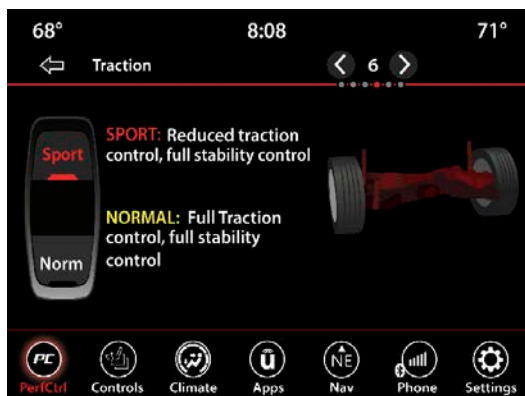 68° 8:08 71°
Traction 6
SPORT: Reduced traction
control, full stability control
Sport
NORMAL: Full Traction
control, full stability
control
Norm
PC ū NE
PerfCtrl Controls Climate Apps Nav Phone Settings